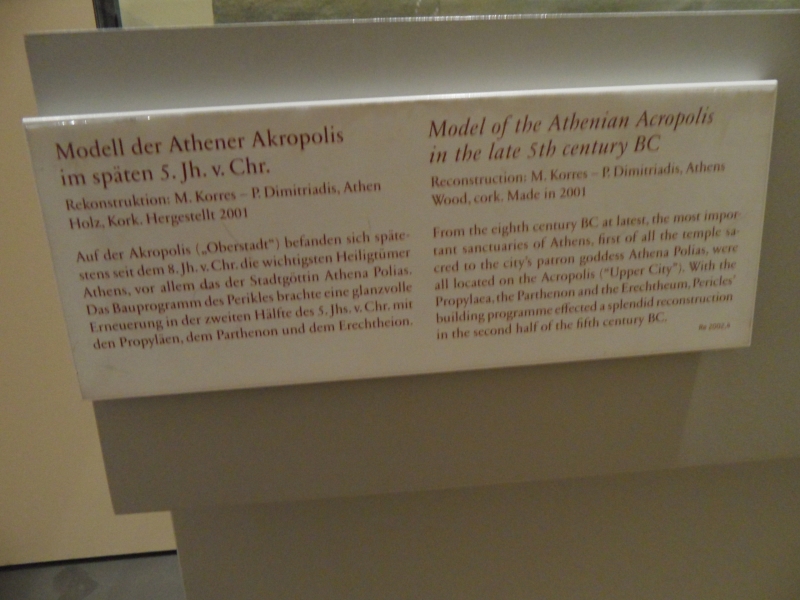 Modell der Athener Akropolis
im späten 5. Jh. v. Chr.
Rekonstruktion: M. Korres – P. Dimitriadis, Athen
Holz, Kork. Hergestellt 2001
Auf der Akropolis („Oberstadt“) befanden sich späte-
stens seit dem 8. Jh. v. Chr. die wichtigsten Heiligtümer
Athens, vor allem das der Stadtgöttin Athena Polias.
Das Bauprogramm des Perikles brachte eine glanzvolle
Erneuerung in der zweiten Hälfte des 5. Jhs. v. Chr. mit
den Propyläen, dem Parthenon und dem Erechtheion.
Model of the Athenian Acropolis
in the late 5th century BC
Reconstruction: M. Korres – P. Dimitriadis, Athens
Wood, cork. Made in 2001
From the eighth century BC at latest, the most impor-
tant sanctuaries of Athens, first of all the temple sa-
cred to the city's patron goddess Athena Polias, were
all located on the Acropolis (“Upper City”). With the
Propylaea, the Parthenon and the Erechtheum, Pericles'
building programme effected a splendid reconstruction
in the second half of the fifth century BC.